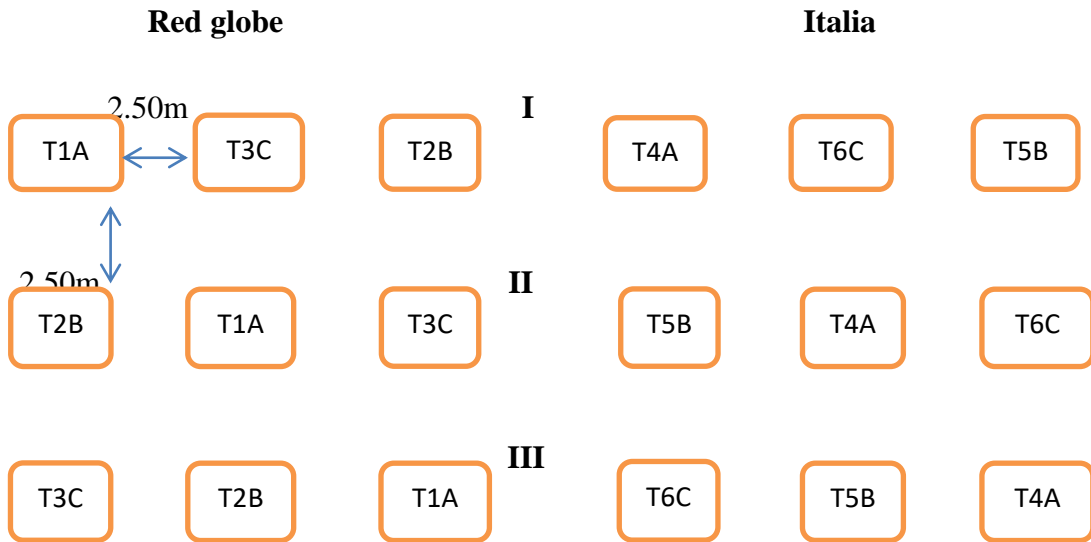 Red globe Italia
2.50m I
T1A T3C T2B T4A T6C T5B
2.50m II
T2B T1A T3C T5B T4A T6C
III
T3C T2B T1A T6C T5B T4A